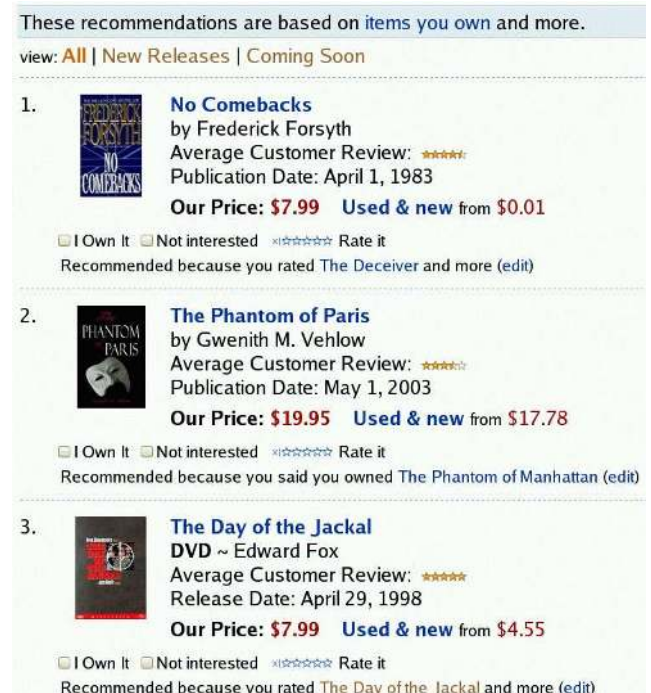 These recommendations are based on items you own and more.
view: All | New Releases | Coming Soon
1.
FREDERICK
FORSYTH
NO
COMEBACKS
No Comebacks
by Frederick Forsyth
Average Customer Review:
Publication Date: April 1, 1983
Our Price: $7.99 Used & new from $0.01
I Own It Not interested Rate it
Recommended because you rated The Deceiver and more (edit)
2.
PHANTOM
PARIS
The Phantom of Paris
by Gwenith M. Vehlow
Average Customer Review:
Publication Date: May 1, 2003
Our Price: $19.95 Used & new from $17.78
I Own It Not interested Rate it
Recommended because you said you owned The Phantom of Manhattan (edit)
3.
The Day of the Jackal
DVD ~ Edward Fox
Average Customer Review:
Release Date: April 29, 1998
Our Price: $7.99 Used & new from $4.55
I Own It Not interested Rate it
Recommended because you rated The Day of the Jackal and more (edit)